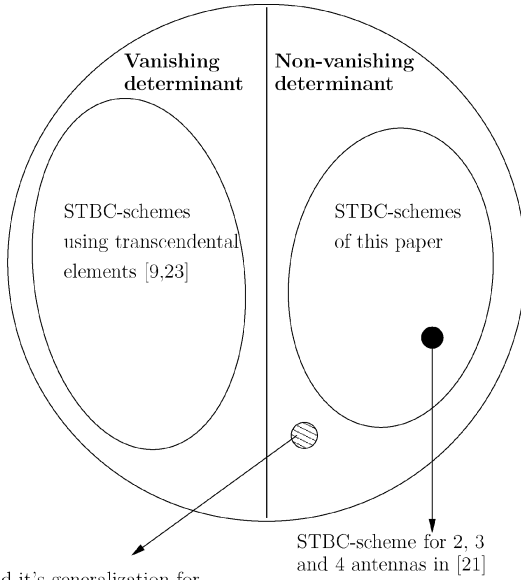 Vanishing
determinant
Non-vanishing
determinant
STBC-schemes
using transcendental
elements [9,23]
STBC-schemes
of this paper
STBC-scheme for 2, 3
and 4 antennas in [21]
it's generalization for